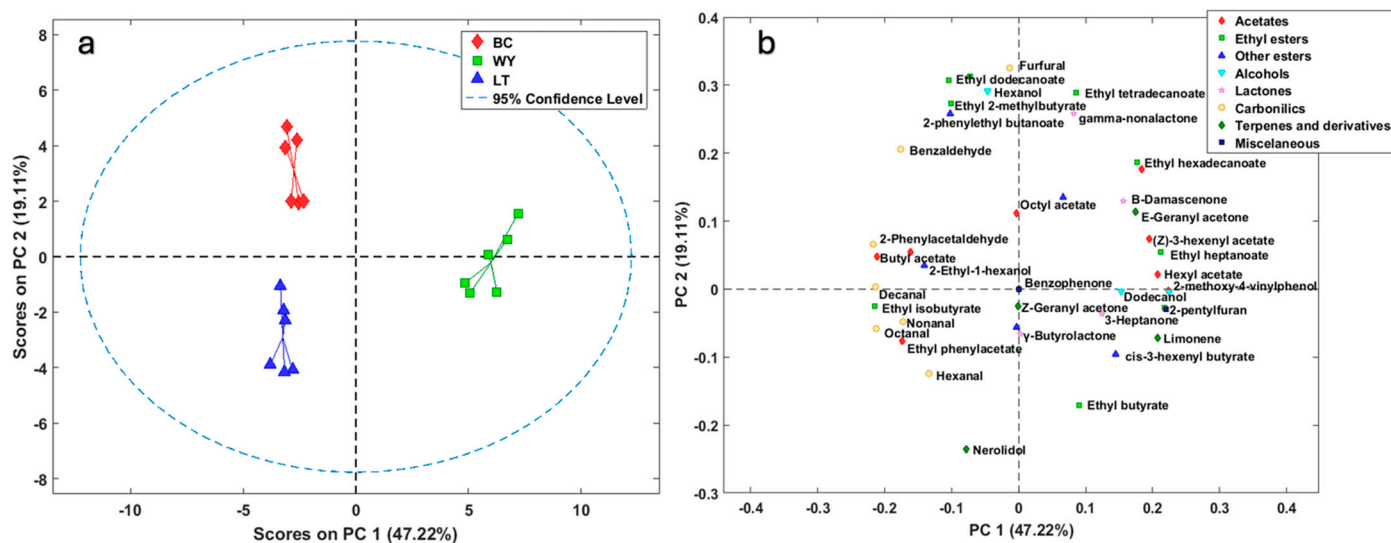 a
BC
WY
LT
95% Confidence Level
8
6
4
2
0
-2
-4
-6
-8
Scores on PC 2 (19.11%)
-10
-5
0
5
10
Scores on PC 1 (47.22%)
b
Acetates
Ethyl esters
Other esters
Alcohols
Lactones
Carbonilics
Terpenes and derivatives
Miscelaneous
0.4
0.3
0.2
0.1
0
-0.1
-0.2
-0.3
PC 2 (19.11%)
Furfural
Ethyl dodecanoate
Hexanol
Ethyl tetradecanoate
Ethyl 2-methylbutyrate
2-phenylethyl butanoate
gamma-nonalactone
Benzaldehyde
Ethyl hexadecanoate
Octyl acetate
B-Damascenone
E-Geranyl acetone
2-Phenylacetaldehyde
(Z)-3-hexenyl acetate
Butyl acetate
Ethyl heptanoate
2-Ethyl-1-hexanol
Hexyl acetate
Benzophenone
2-methoxy-4-vinylphenol
Decanal
Dodecanol
Ethyl isobutyrate
Z-Geranyl acetone
2-pentylfuran
3-Heptanone
Nonanal
Octanal
γ-Butyrolactone
Limonene
Ethyl phenylacetate
cis-3-hexenyl butyrate
Hexanal
Ethyl butyrate
Nerolidol
-0.4
-0.3
-0.2
-0.1
0
0.1
0.2
0.3
0.4
PC 1 (47.22%)